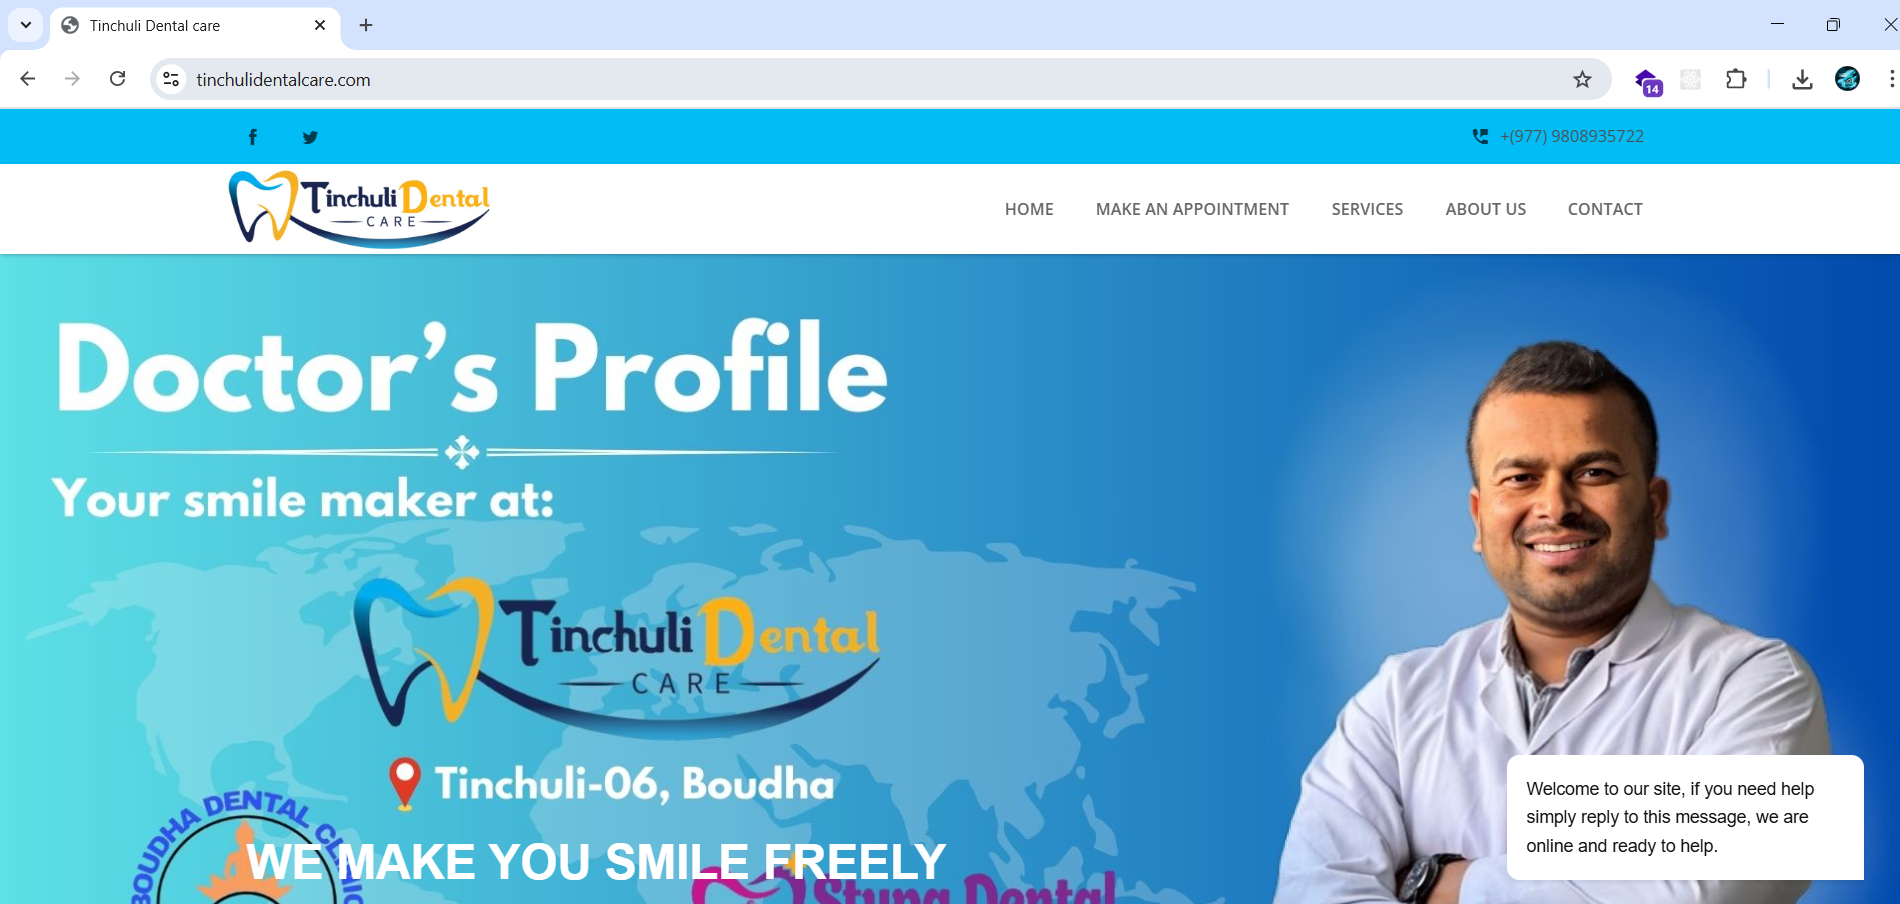 Tinchuli Dental care
tinchulidentalcare.com
14
+(977) 9808935722
Tinchuli Dental
CARE
HOME
MAKE AN APPOINTMENT
SERVICES
ABOUT US
CONTACT
Doctor's Profile
Your smile maker at:
Tinchuli Dental
CARE
Tinchuli-06, Boudha
BOUDHA DENTAL CLINIC
WE MAKE YOU SMILE FREELY
Stupa Dental
Welcome to our site, if you need help
simply reply to this message, we are
online and ready to help.